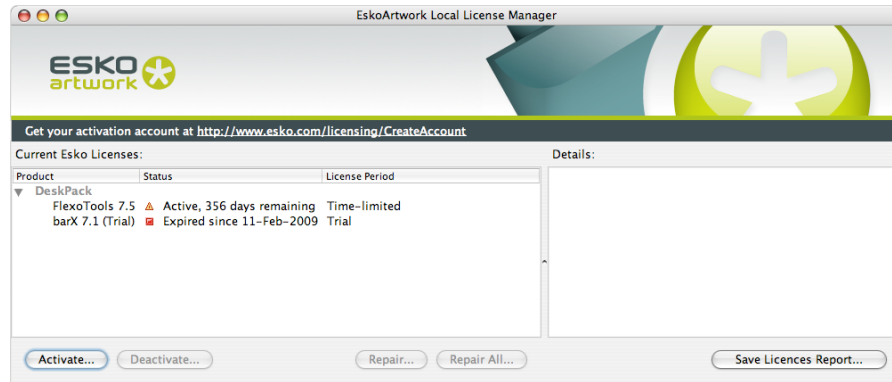 EskoArtwork Local License Manager
ESKO
artwork
Get your activation account at http://www.esko.com/licensing/CreateAccount
Current Esko Licenses:
Details:
Product Status License Period
DeskPack
FlexoTools 7.5 Active, 356 days remaining Time-limited
barX 7.1 (Trial) Expired since 11-Feb-2009 Trial
Activate... Deactivate... Repair... Repair All... Save Licences Report...